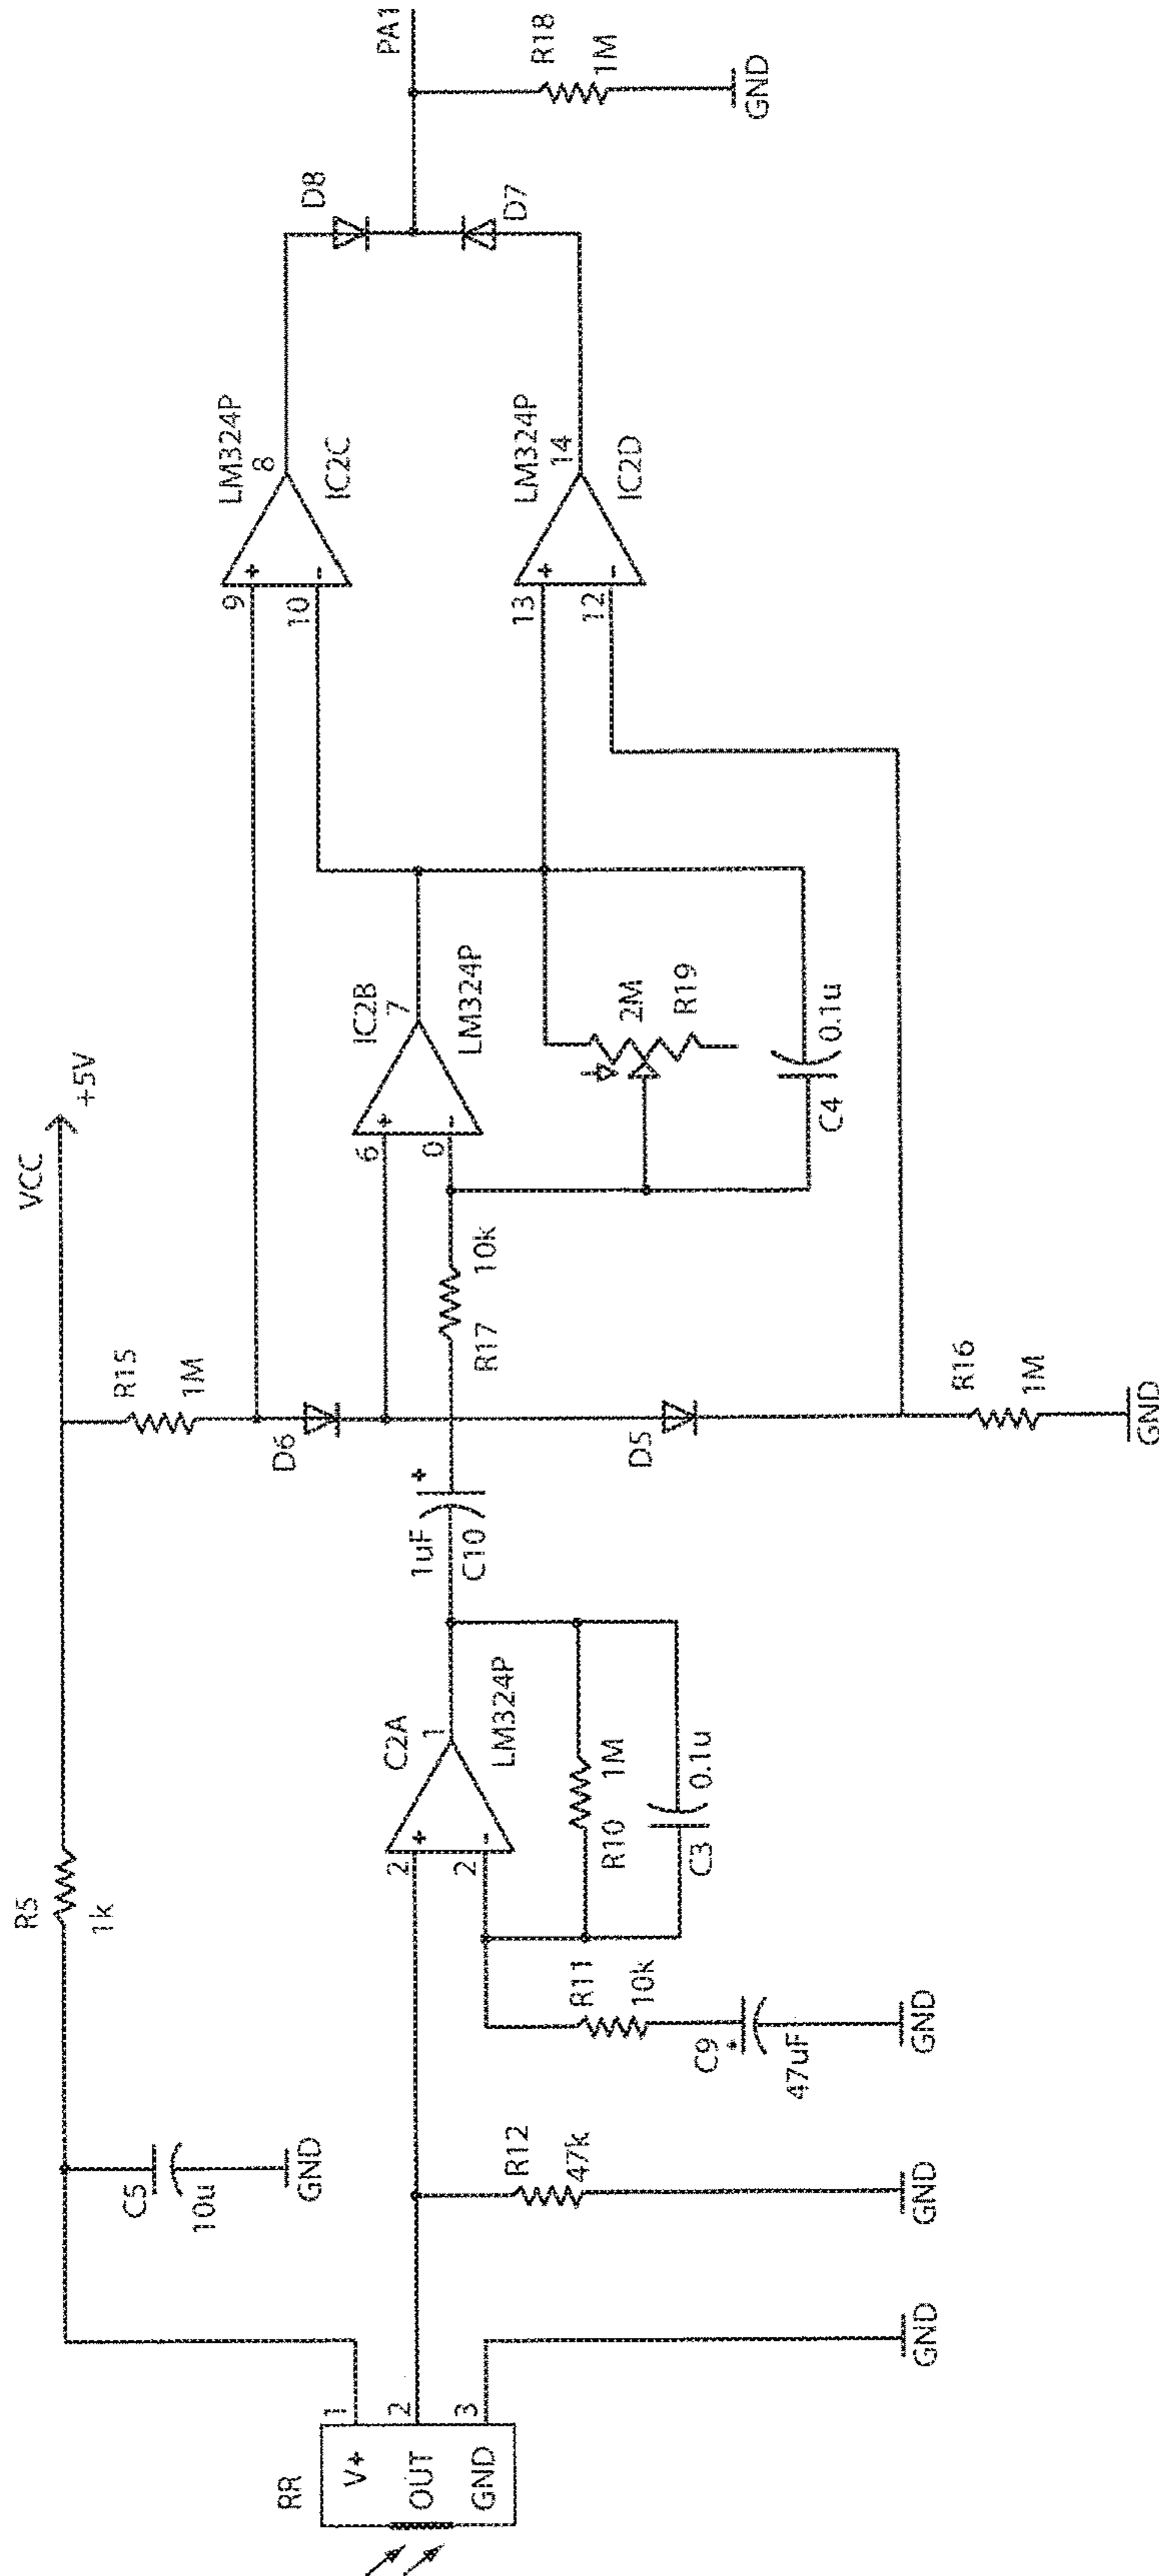 RR
V+
OUT
GND
1
2
3
GND
R12
47k
GND
C5
10u
GND
R5
1k
VCC
+5V
C9
47uF
GND
R11
10k
2
2
C2A
1
LM324P
R10
1M
C3
0.1u
1uF
+
C10
R15
1M
D6
D5
R16
1M
GND
R17
10k
6
0
+
-
IC2B
7
LM324P
2M
R19
C4
0.1u
9
10
+
-
LM324P
8
IC2C
13
12
+
-
LM324P
14
IC2D
D8
D7
PA1
R18
1M
GND